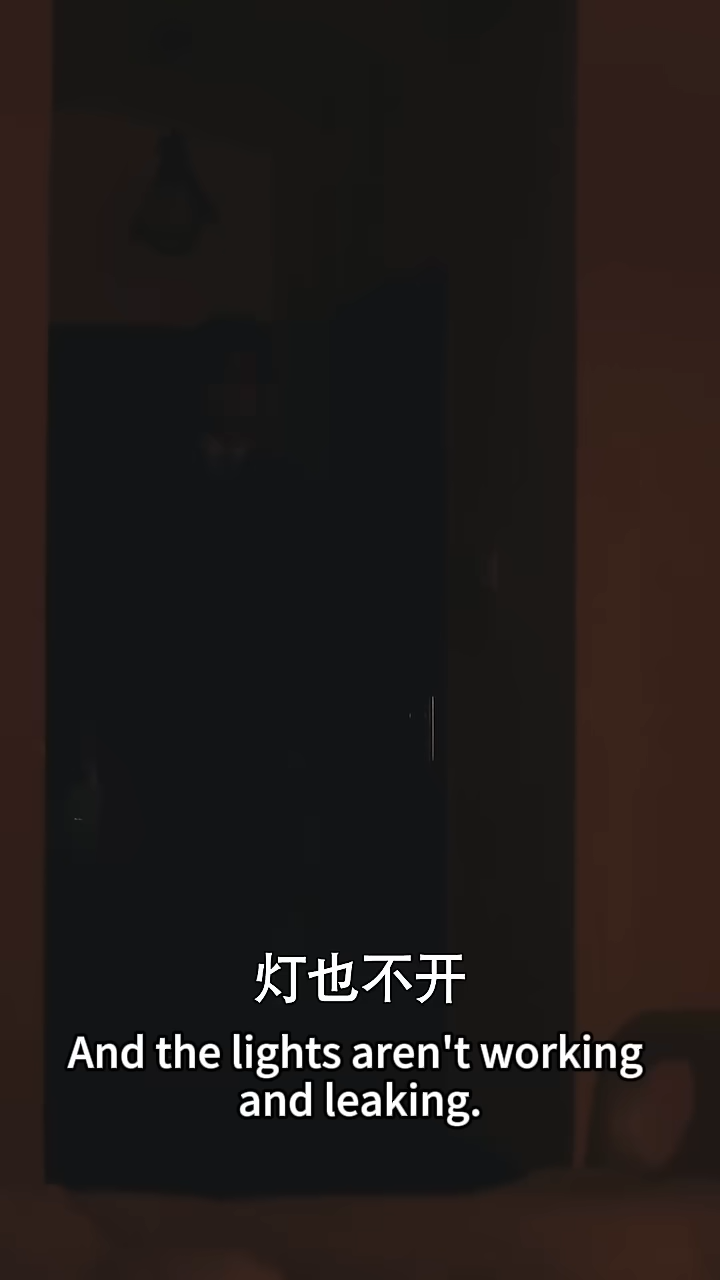 灯也不开
And the lights aren't working
and leaking.